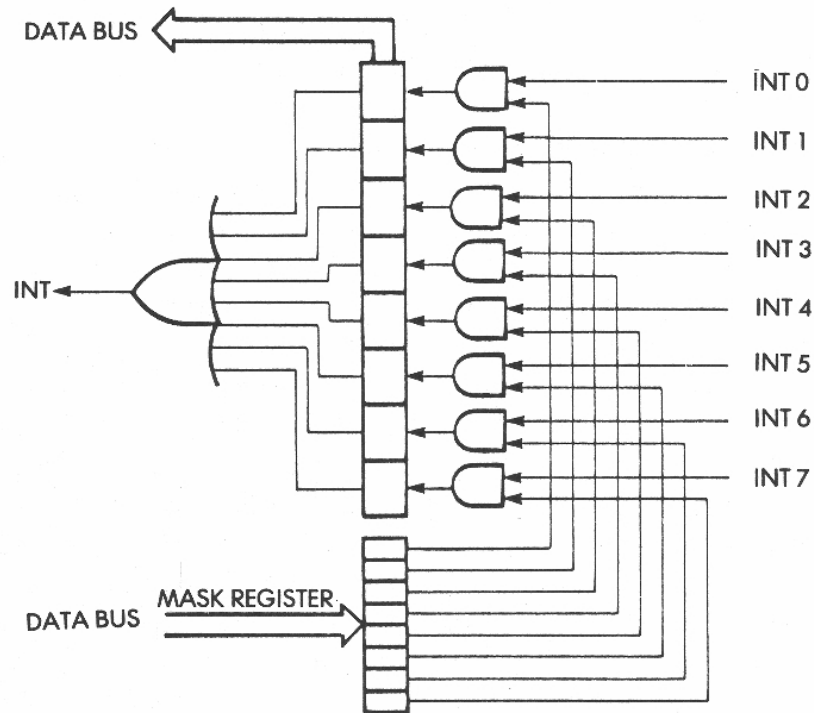 DATA BUS
INT 0
INT 1
INT 2
INT 3
INT
INT 4
INT 5
INT 6
INT 7
MASK REGISTER
DATA BUS